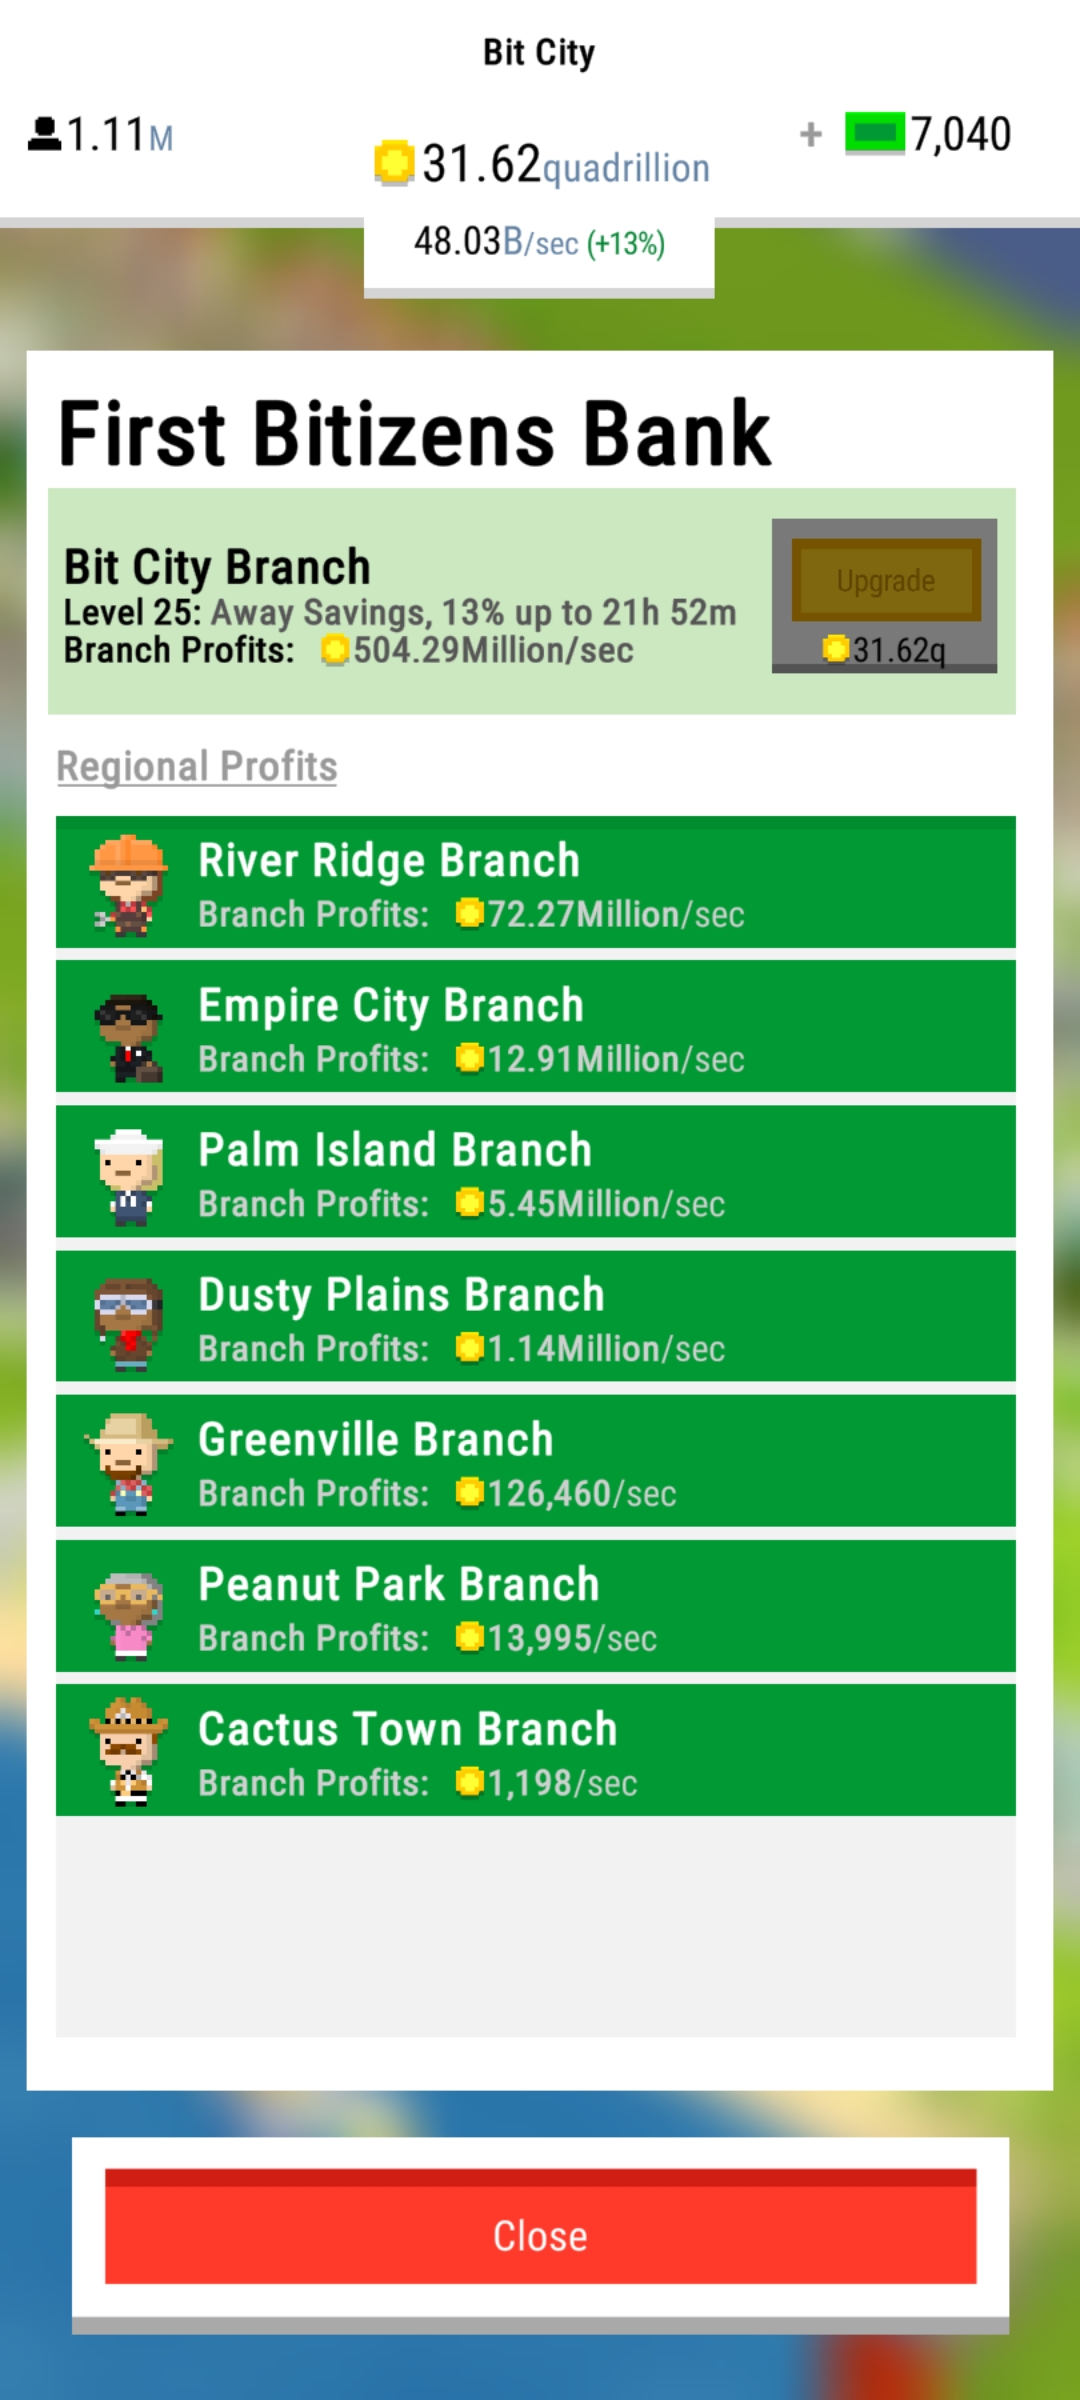 Bit City
1.11M
31.62quadrillion
+ 7,040
48.03B/sec (+13%)
First Bitizens Bank
Bit City Branch
Level 25: Away Savings, 13% up to 21h 52m
Branch Profits: 504.29Million/sec
Upgrade
31.62q
Regional Profits
River Ridge Branch
Branch Profits: 72.27Million/sec
Empire City Branch
Branch Profits: 12.91Million/sec
Palm Island Branch
Branch Profits: 5.45Million/sec
Dusty Plains Branch
Branch Profits: 1.14Million/sec
Greenville Branch
Branch Profits: 126,460/sec
Peanut Park Branch
Branch Profits: 13,995/sec
Cactus Town Branch
Branch Profits: 1,198/sec
Close